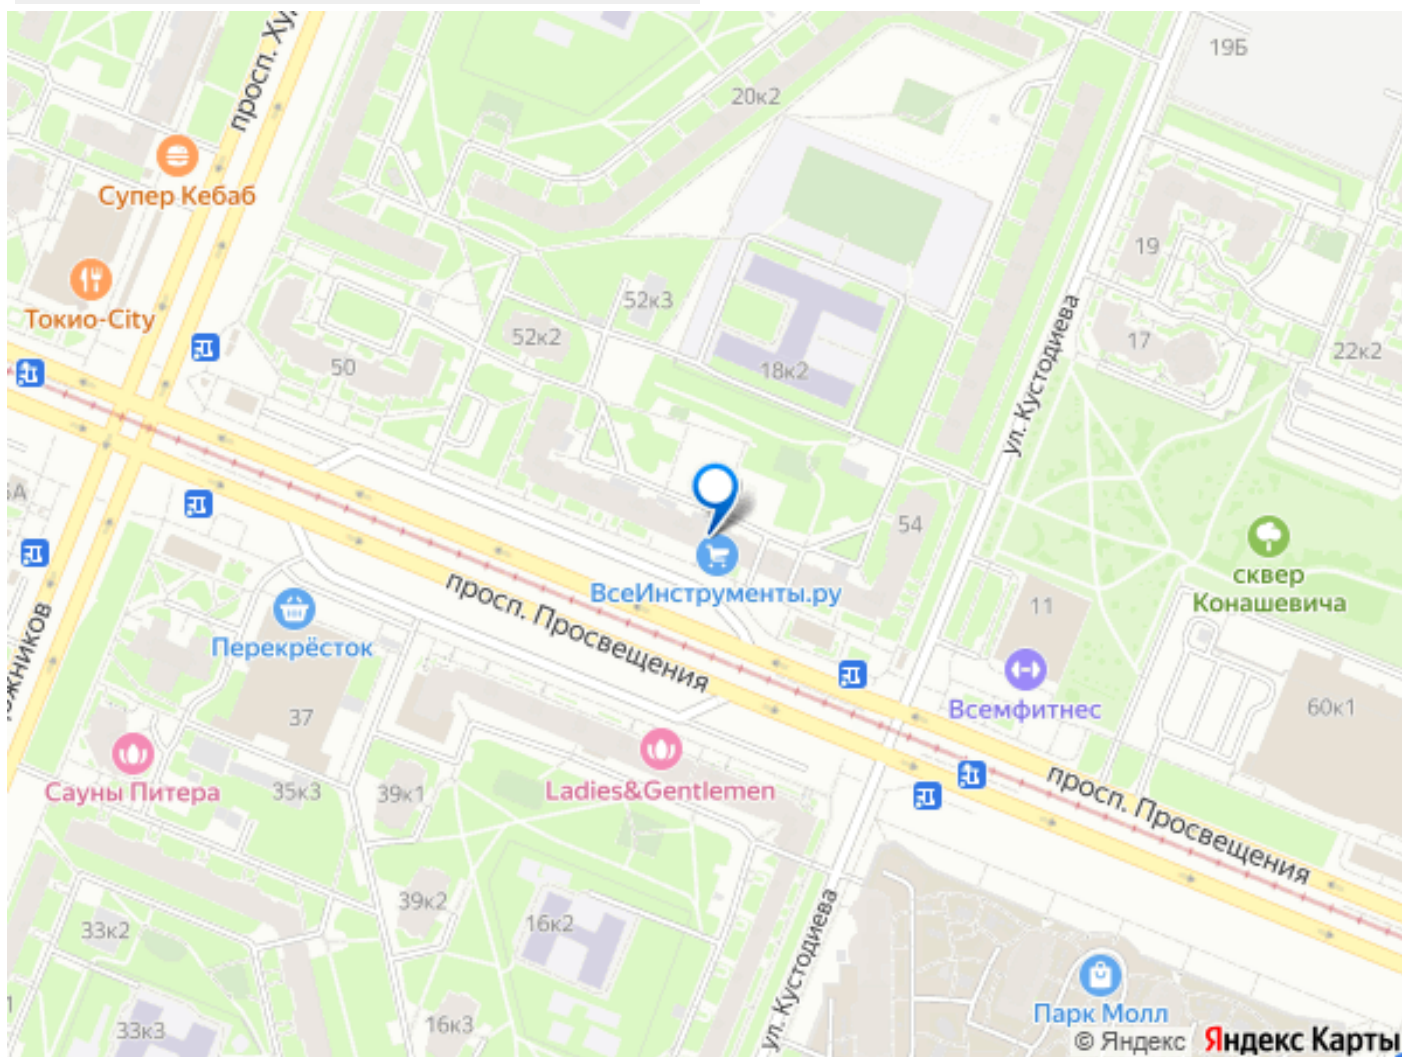 просп. Худ
19Б
20к2
Супер Кебаб
19
Токио-City
52к3
52к2
50
18к2
17
22к2
ул. Кустодиева
54
сквер
Конашевича
ВсеИнструменты.ру
11
просп. Просвещения
Перекрёсток
ожников
37
Всемфитнес
60к1
Сауны Питера
35к3
39к1
Ladies&Gentlemen
просп. Просвещения
39к2
16к2
33к2
ул. Кустодиева
Парк Молл
33к3
16к3
© Яндекс Яндекс Карты